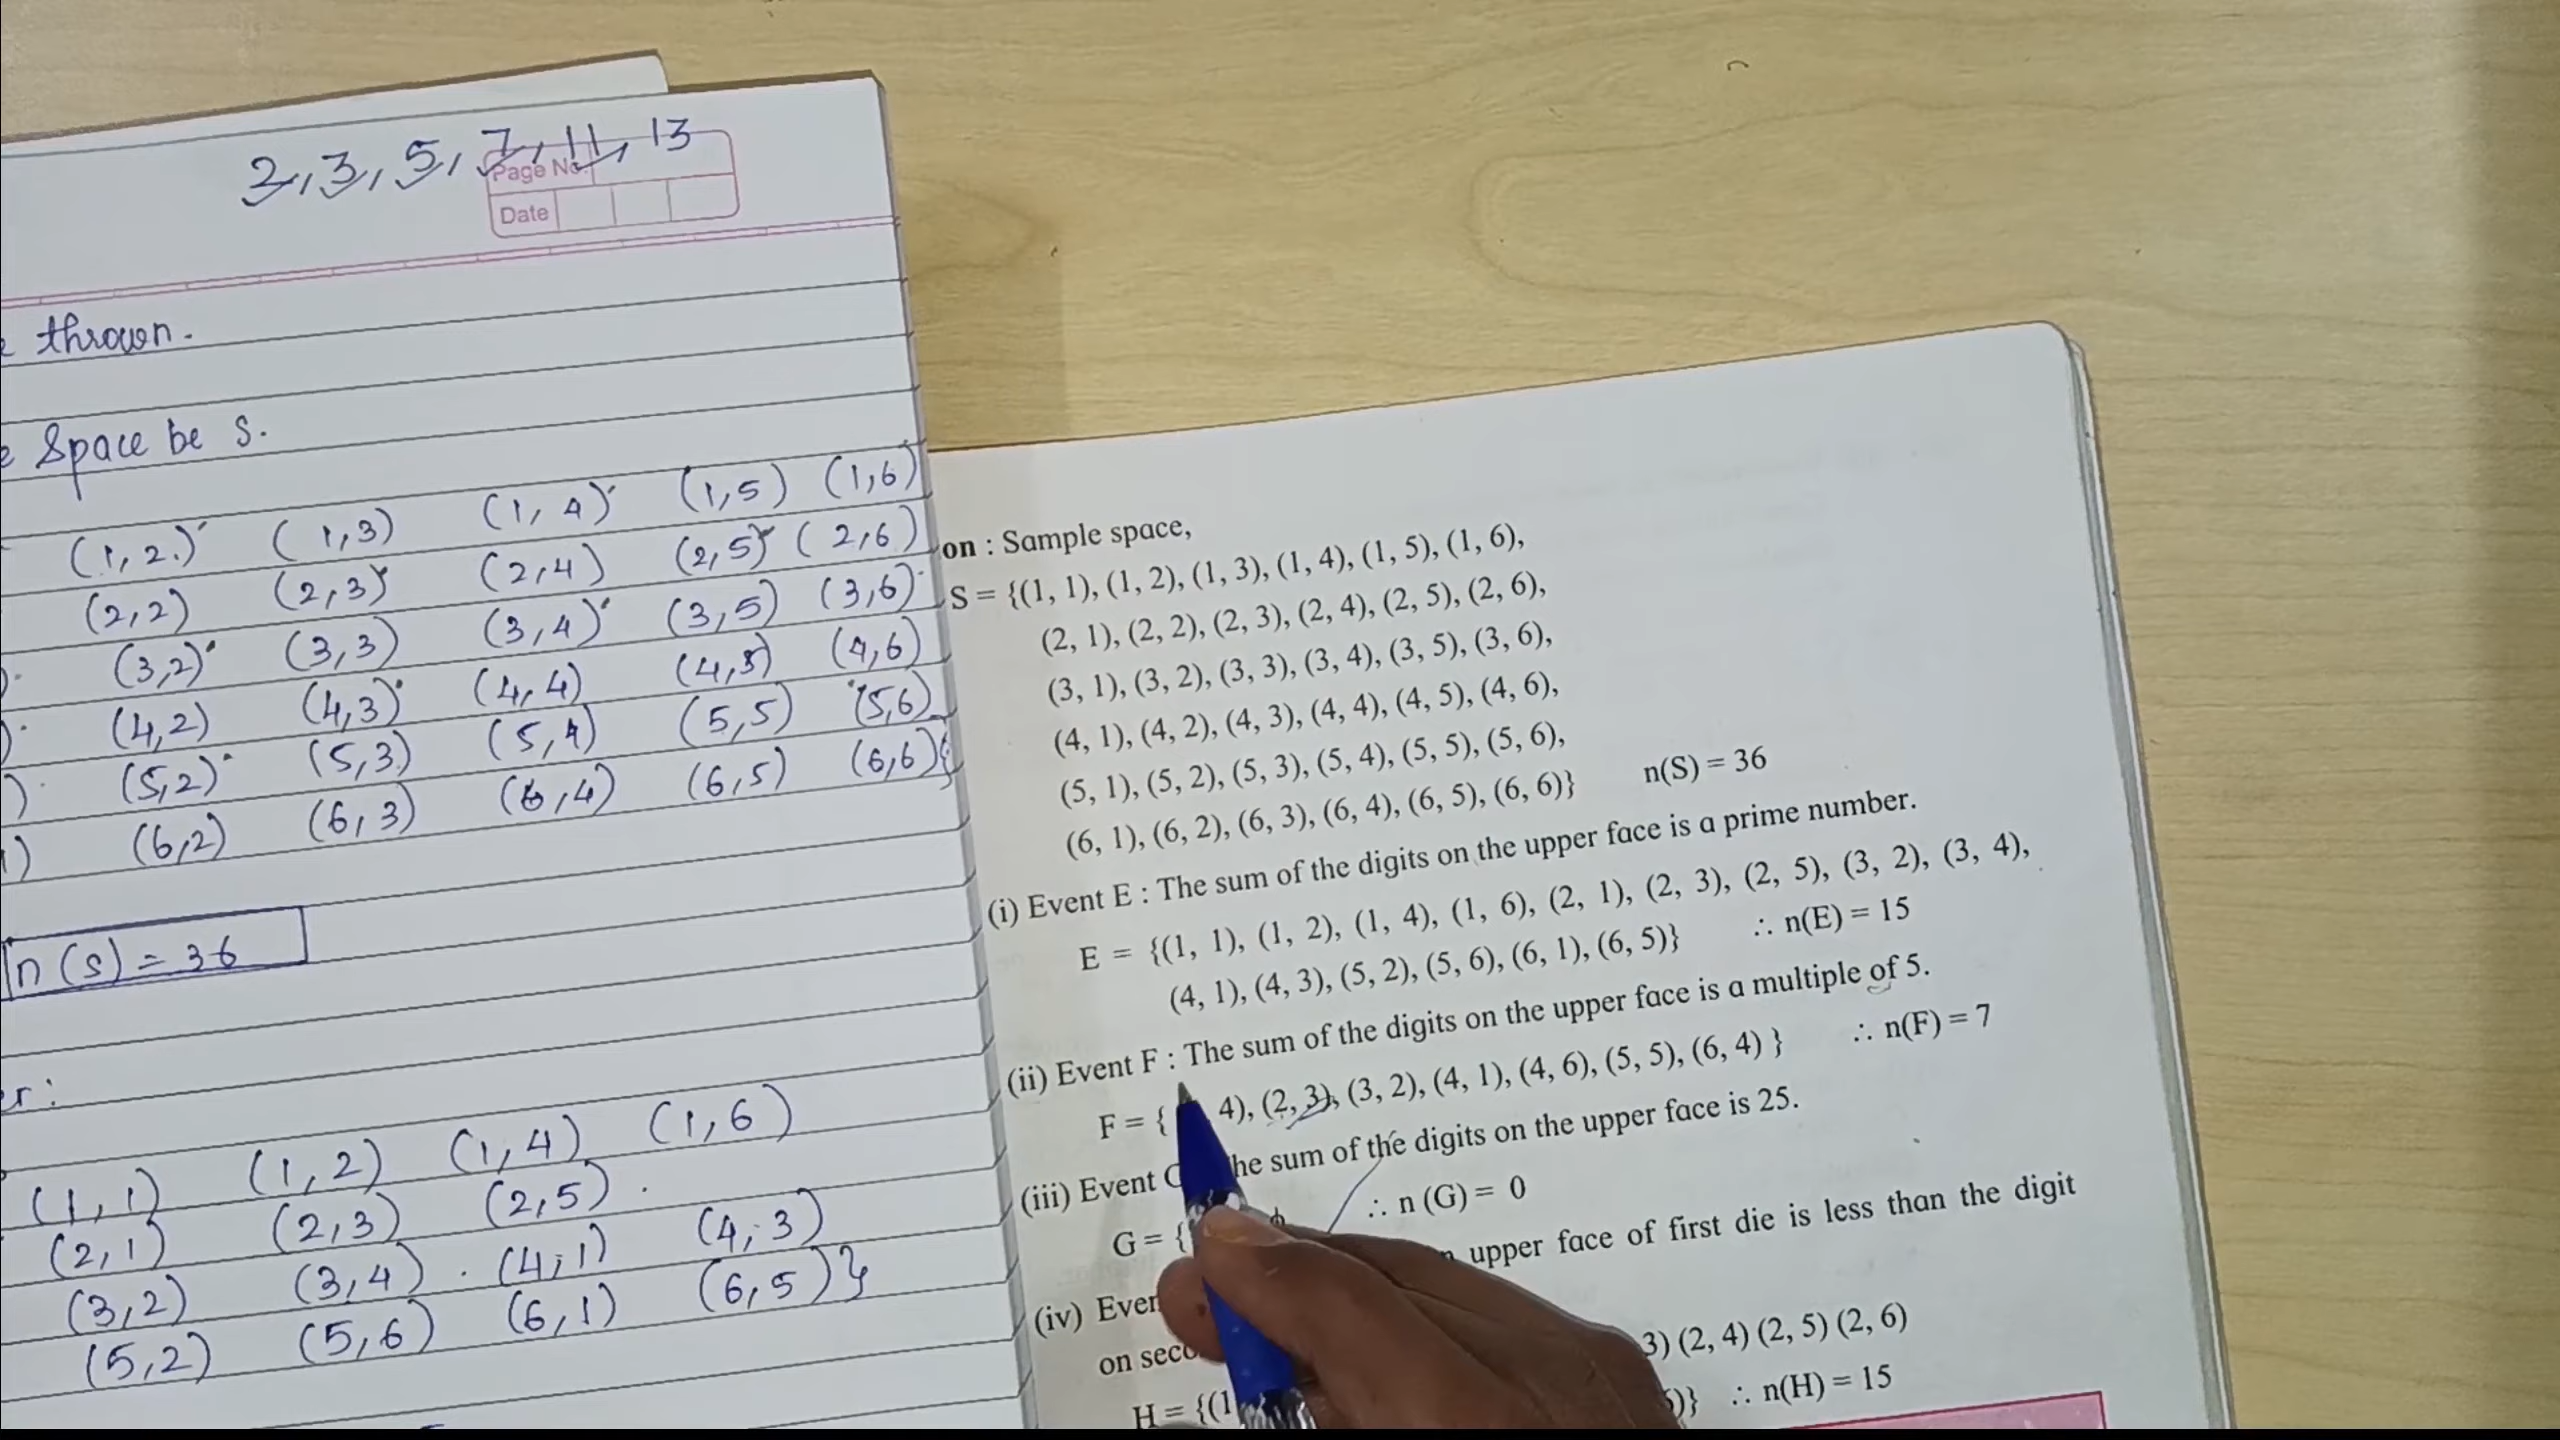 2, 3, 5, 7, 11, 13
Page No.
Date
thrown.
Space be S.
(1,2) (1,3) (1,4) (1,5) (1,6)
(2,2) (2,3) (2,4) (2,5) (2,6)
(3,2) (3,3) (3,4) (3,5) (3,6)
(4,2) (4,3) (4,4) (4,5) (4,6)
(5,2) (5,3) (5,4) (5,5) (5,6)
(6,2) (6,3) (6,4) (6,5) (6,6)}
n(s) = 36
(1,1) (1,2) (1,4) (1,6)
(2,1) (2,3) (2,5)
(3,2) (3,4) (4,1) (4,3)
(5,2) (5,6) (6,1) (6,5)}
on : Sample space,
S = {(1, 1), (1, 2), (1, 3), (1, 4), (1, 5), (1, 6),
(2, 1), (2, 2), (2, 3), (2, 4), (2, 5), (2, 6),
(3, 1), (3, 2), (3, 3), (3, 4), (3, 5), (3, 6),
(4, 1), (4, 2), (4, 3), (4, 4), (4, 5), (4, 6),
(5, 1), (5, 2), (5, 3), (5, 4), (5, 5), (5, 6),
(6, 1), (6, 2), (6, 3), (6, 4), (6, 5), (6, 6)} n(S) = 36
(i) Event E : The sum of the digits on the upper face is a prime number.
E = {(1, 1), (1, 2), (1, 4), (1, 6), (2, 1), (2, 3), (2, 5), (3, 2), (3, 4),
(4, 1), (4, 3), (5, 2), (5, 6), (6, 1), (6, 5)} ∴ n(E) = 15
(ii) Event F : The sum of the digits on the upper face is a multiple of 5.
F = { 4), (2, 3), (3, 2), (4, 1), (4, 6), (5, 5), (6, 4) } ∴ n(F) = 7
(iii) Event he sum of the digits on the upper face is 25.
G = { ∴ n (G) = 0
(iv) upper face of first die is less than the digit
on 3) (2, 4) (2, 5) (2, 6)
H = {(1 )} ∴ n(H) = 15